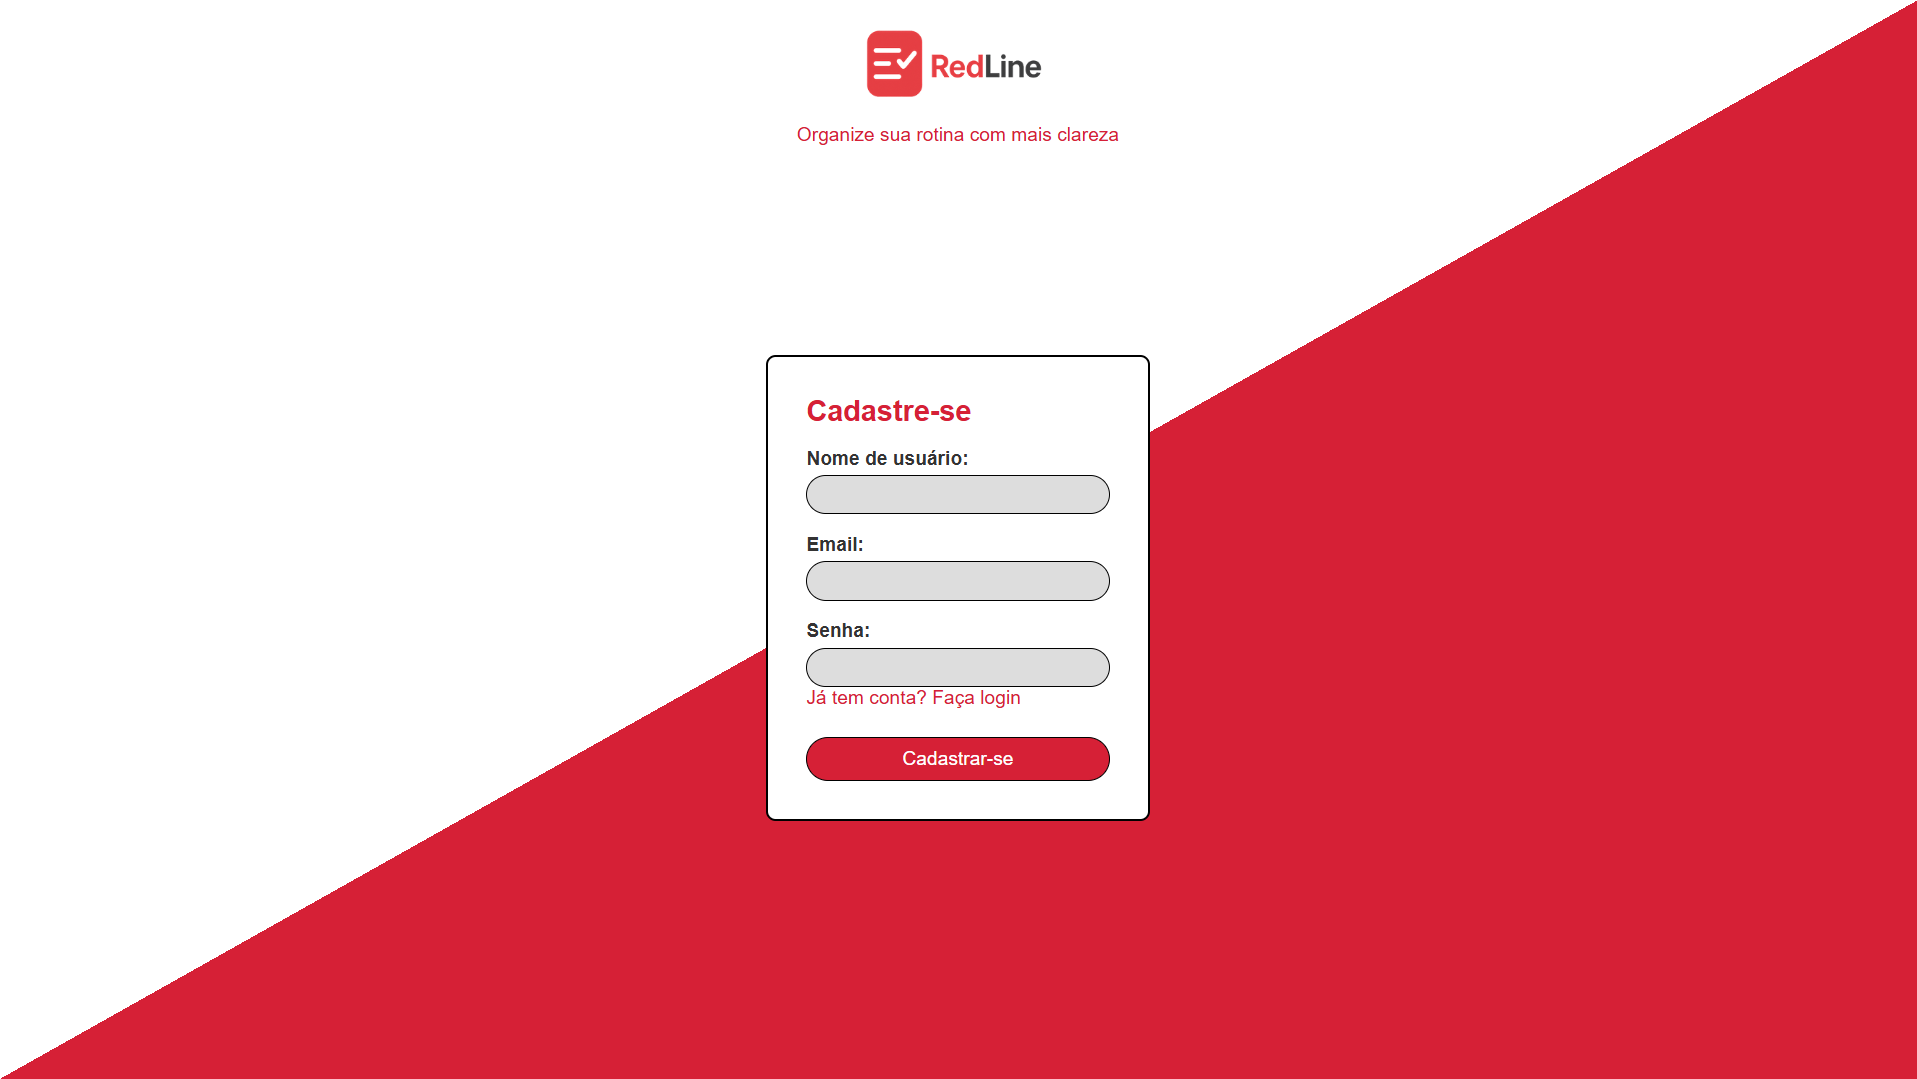 RedLine
Organize sua rotina com mais clareza
Cadastre-se
Nome de usuário:
Email:
Senha:
Já tem conta? Faça login
Cadastrar-se